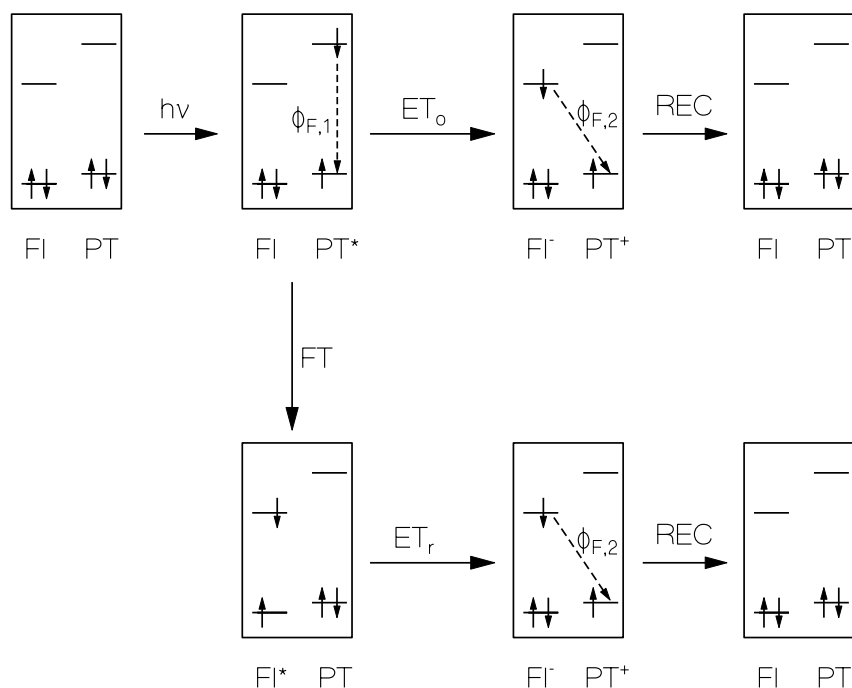 hν
ϕF,1
ETo
ϕF,2
REC
Fl PT
Fl PT*
Fl- PT+
Fl PT
FT
ETr
ϕF,2
REC
Fl* PT
Fl- PT+
Fl PT